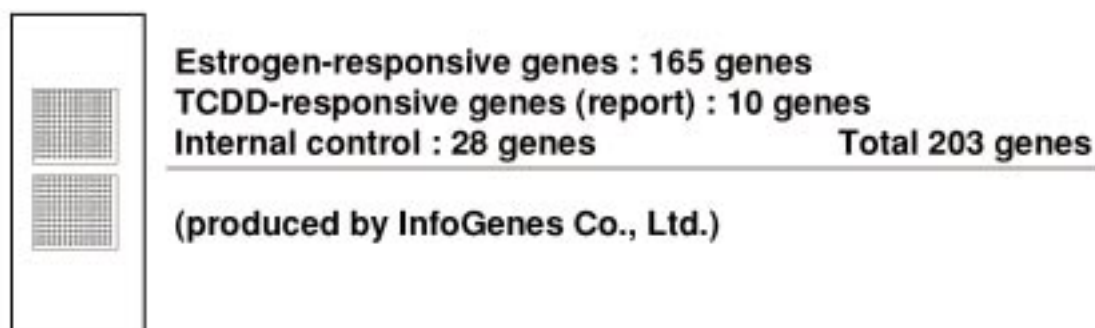 Estrogen-responsive genes : 165 genes
TCDD-responsive genes (report) : 10 genes
Internal control : 28 genes Total 203 genes
(produced by InfoGenes Co., Ltd.)